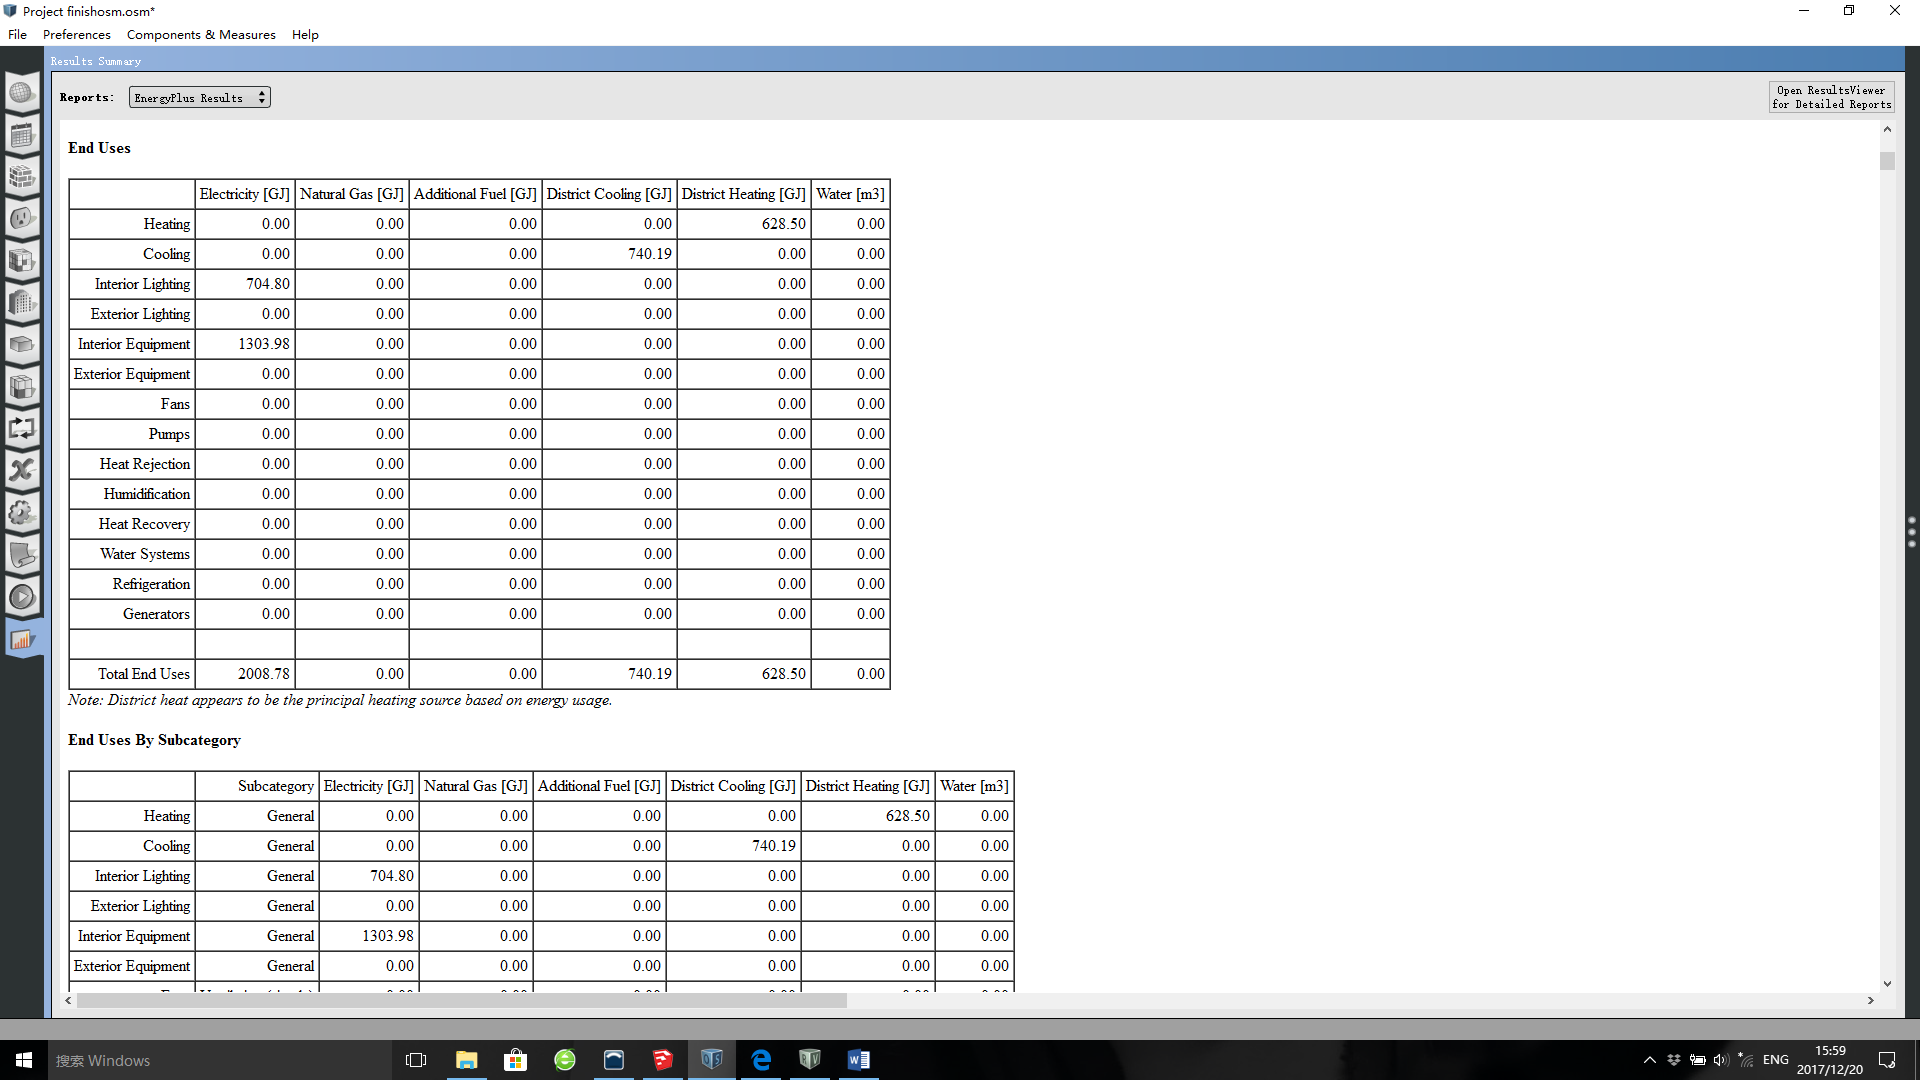 Project finishosm.osm*
File Preferences Components & Measures Help
Results Summary
Reports: EnergyPlus Results
Open ResultsViewer
for Detailed Reports
End Uses
Electricity [GJ] Natural Gas [GJ] Additional Fuel [GJ] District Cooling [GJ] District Heating [GJ] Water [m3]
Heating 0.00 0.00 0.00 0.00 628.50 0.00
Cooling 0.00 0.00 0.00 740.19 0.00 0.00
Interior Lighting 704.80 0.00 0.00 0.00 0.00 0.00
Exterior Lighting 0.00 0.00 0.00 0.00 0.00 0.00
Interior Equipment 1303.98 0.00 0.00 0.00 0.00 0.00
Exterior Equipment 0.00 0.00 0.00 0.00 0.00 0.00
Fans 0.00 0.00 0.00 0.00 0.00 0.00
Pumps 0.00 0.00 0.00 0.00 0.00 0.00
Heat Rejection 0.00 0.00 0.00 0.00 0.00 0.00
Humidification 0.00 0.00 0.00 0.00 0.00 0.00
Heat Recovery 0.00 0.00 0.00 0.00 0.00 0.00
Water Systems 0.00 0.00 0.00 0.00 0.00 0.00
Refrigeration 0.00 0.00 0.00 0.00 0.00 0.00
Generators 0.00 0.00 0.00 0.00 0.00 0.00
Total End Uses 2008.78 0.00 0.00 740.19 628.50 0.00
Note: District heat appears to be the principal heating source based on energy usage.
End Uses By Subcategory
Subcategory Electricity [GJ] Natural Gas [GJ] Additional Fuel [GJ] District Cooling [GJ] District Heating [GJ] Water [m3]
Heating General 0.00 0.00 0.00 0.00 628.50 0.00
Cooling General 0.00 0.00 0.00 740.19 0.00 0.00
Interior Lighting General 704.80 0.00 0.00 0.00 0.00 0.00
Exterior Lighting General 0.00 0.00 0.00 0.00 0.00 0.00
Interior Equipment General 1303.98 0.00 0.00 0.00 0.00 0.00
Exterior Equipment General 0.00 0.00 0.00 0.00 0.00 0.00
搜索 Windows
ENG
15:59
2017/12/20